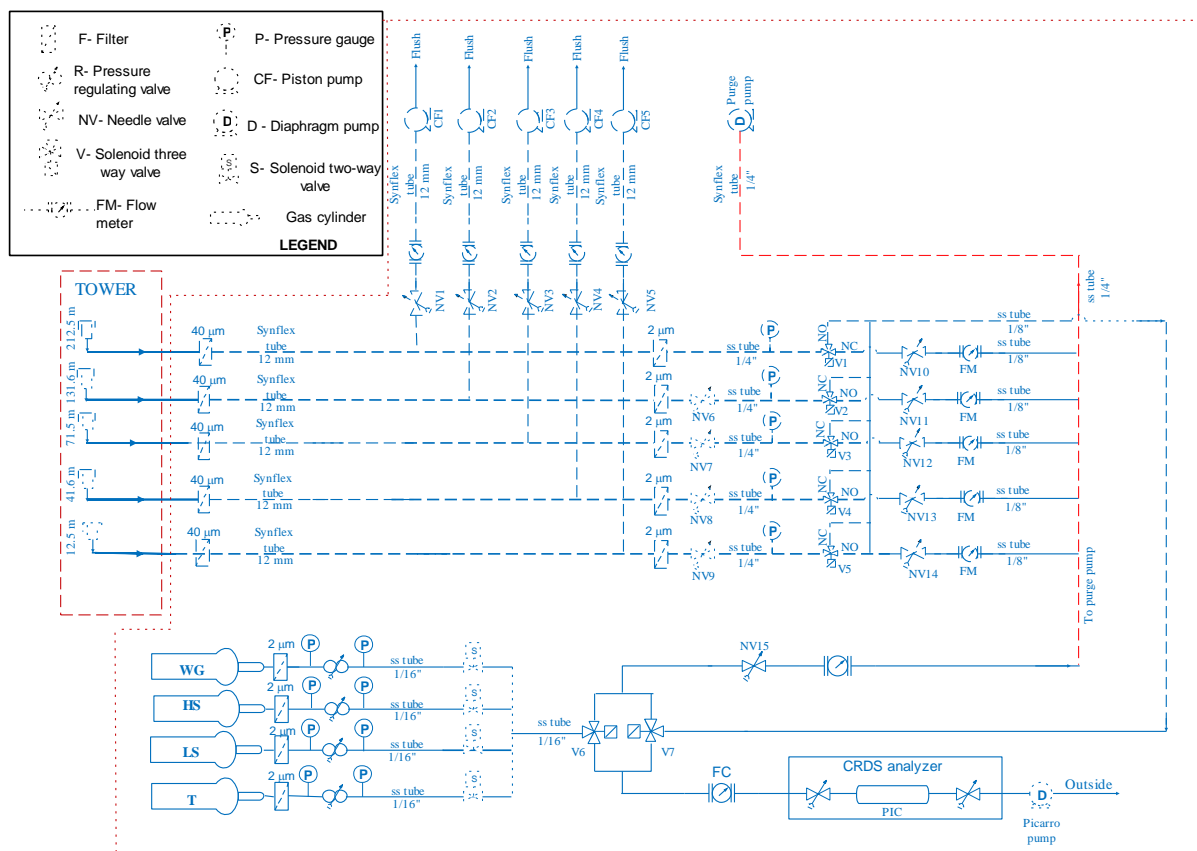 F- Filter
R- Pressure
regulating valve
NV- Needle valve
V- Solenoid three
way valve
FM- Flow
meter
P
P- Pressure gauge
CF- Piston pump
D
D - Diaphragm pump
S
S- Solenoid two-way
valve
Gas cylinder
LEGEND
Flush
Flush
Flush
Flush
Flush
CF1
CF2
CF3
CF4
CF5
Purge
pump
D
Synflex
tube
12 mm
Synflex
tube
12 mm
Synflex
tube
12 mm
Synflex
tube
12 mm
Synflex
tube
12 mm
Synflex
tube
1/4"
NV1
NV2
NV3
NV4
NV5
ss tube
1/4"
TOWER
212.5 m
40 µm
Synflex
tube
12 mm
2 µm
ss tube
1/4"
P
NO
NC
V1
ss tube
1/8"
NV10
FM
ss tube
1/8"
131.6 m
40 µm
Synflex
tube
12 mm
2 µm
NV6
ss tube
1/4"
P
NC
NO
V2
NV11
FM
ss tube
1/8"
71.5 m
40 µm
Synflex
tube
12 mm
2 µm
NV7
ss tube
1/4"
P
NC
NO
V3
NV12
FM
ss tube
1/8"
41.6 m
40 µm
Synflex
tube
12 mm
2 µm
NV8
ss tube
1/4"
P
NC
NO
V4
NV13
FM
ss tube
1/8"
12.5 m
40 µm
Synflex
tube
12 mm
2 µm
NV9
ss tube
1/4"
P
NC
NO
V5
NV14
FM
ss tube
1/8"
To purge pump
WG
2 µm
P
P
ss tube
1/16"
S
HS
2 µm
P
P
ss tube
1/16"
S
LS
2 µm
P
P
ss tube
1/16"
S
T
2 µm
P
P
ss tube
1/16"
S
ss tube
1/16"
V6
V7
NV15
FC
CRDS analyzer
PIC
D
Picarro
pump
Outside